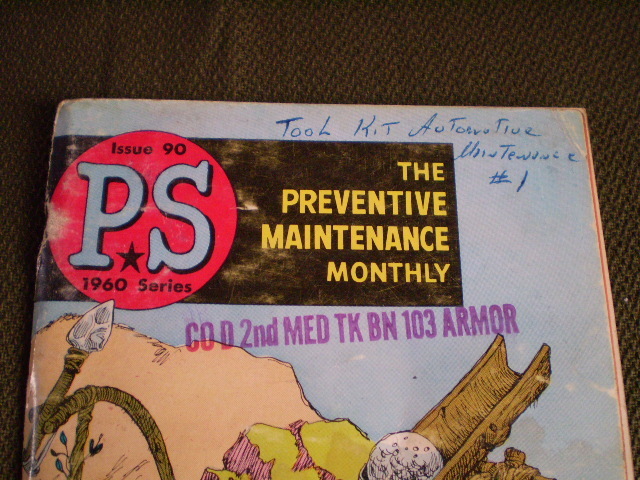 Tool Kit Automotive
Maintenance
#1
Issue 90
PS
1960 Series
THE
PREVENTIVE
MAINTENANCE
MONTHLY
CO D 2nd MED TK BN 103 ARMOR